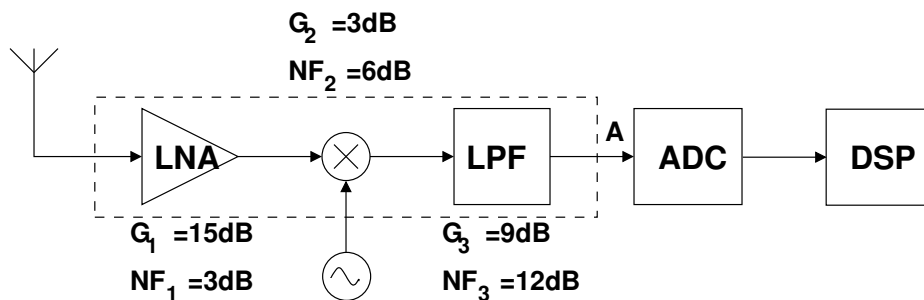 G2 =3dB
NF2 =6dB
A
LNA
LPF
ADC
DSP
G1 =15dB
NF1 =3dB
G3 =9dB
NF3 =12dB